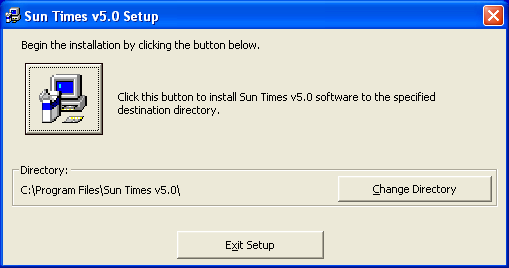 Sun Times v5.0 Setup
Begin the installation by clicking the button below.
Click this button to install Sun Times v5.0 software to the specified
destination directory.
Directory:
C:\Program Files\Sun Times v5.0\
Change Directory
Exit Setup